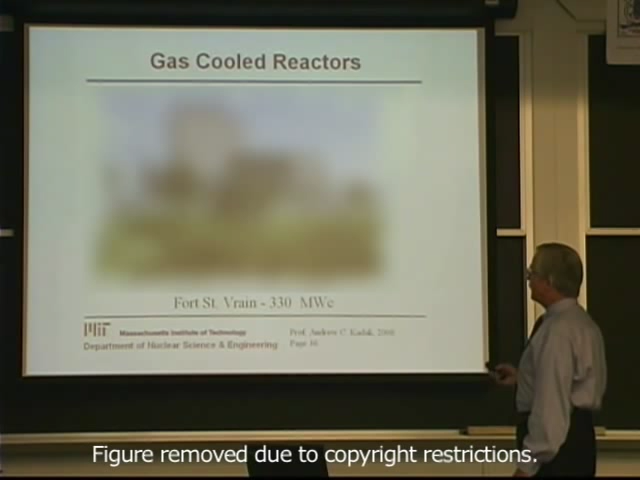 Gas Cooled Reactors
Fort St. Vrain - 330 MWe
MIT Massachusetts Institute of Technology
Department of Nuclear Science & Engineering
Prof. Andrew C. Kadak, 2008
Page 16
Figure removed due to copyright restrictions.